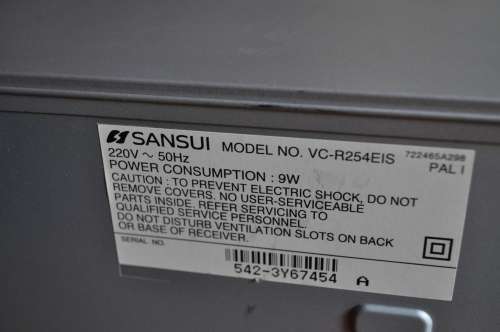 SANSUI MODEL NO. VC-R254EIS 722465A298
220V ~ 50Hz PAL I
POWER CONSUMPTION : 9W
CAUTION : TO PREVENT ELECTRIC SHOCK, DO NOT
REMOVE COVERS. NO USER-SERVICEABLE
PARTS INSIDE. REFER SERVICING TO
QUALIFIED SERVICE PERSONNEL.
DO NOT DISTURB VENTILATION SLOTS ON BACK
OR BASE OF CABINET.
SERIAL NO.
542-3Y67454 A